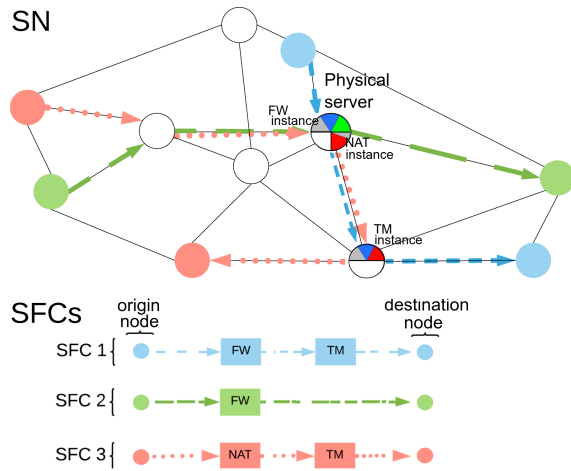 SN
Physical
server
FW
instance
NAT
instance
TM
instance
SFCs
origin
node
destination
node
SFC 1
FW
TM
SFC 2
FW
SFC 3
NAT
TM